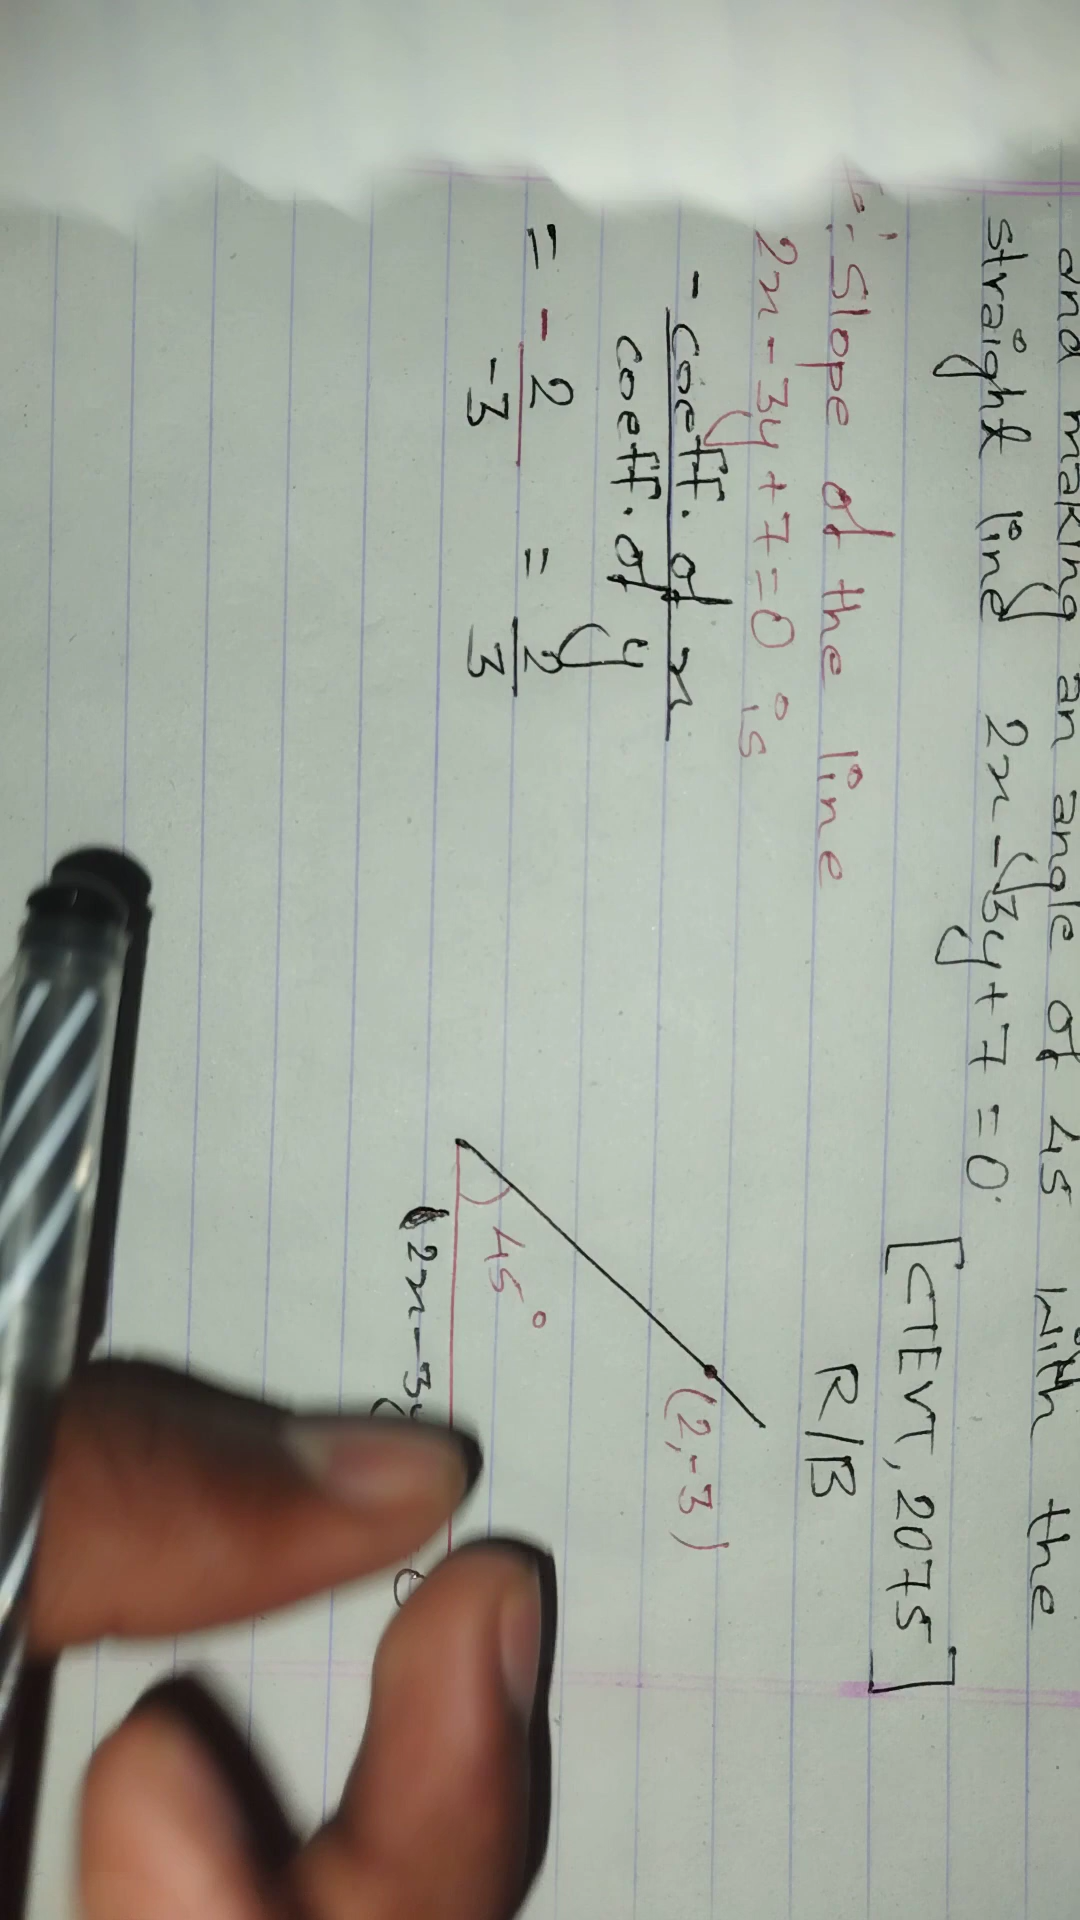 and making an angle of 45 with the
straight line 2x - 3y + 7 = 0.
[CTEVT, 2075]
R/B
: Slope of the line
2x - 3y + 7 = 0 is
- coeff. of x
coeff. of y
= - 2/-3 = 2/3
(2, -3)
45°
2x - 3y